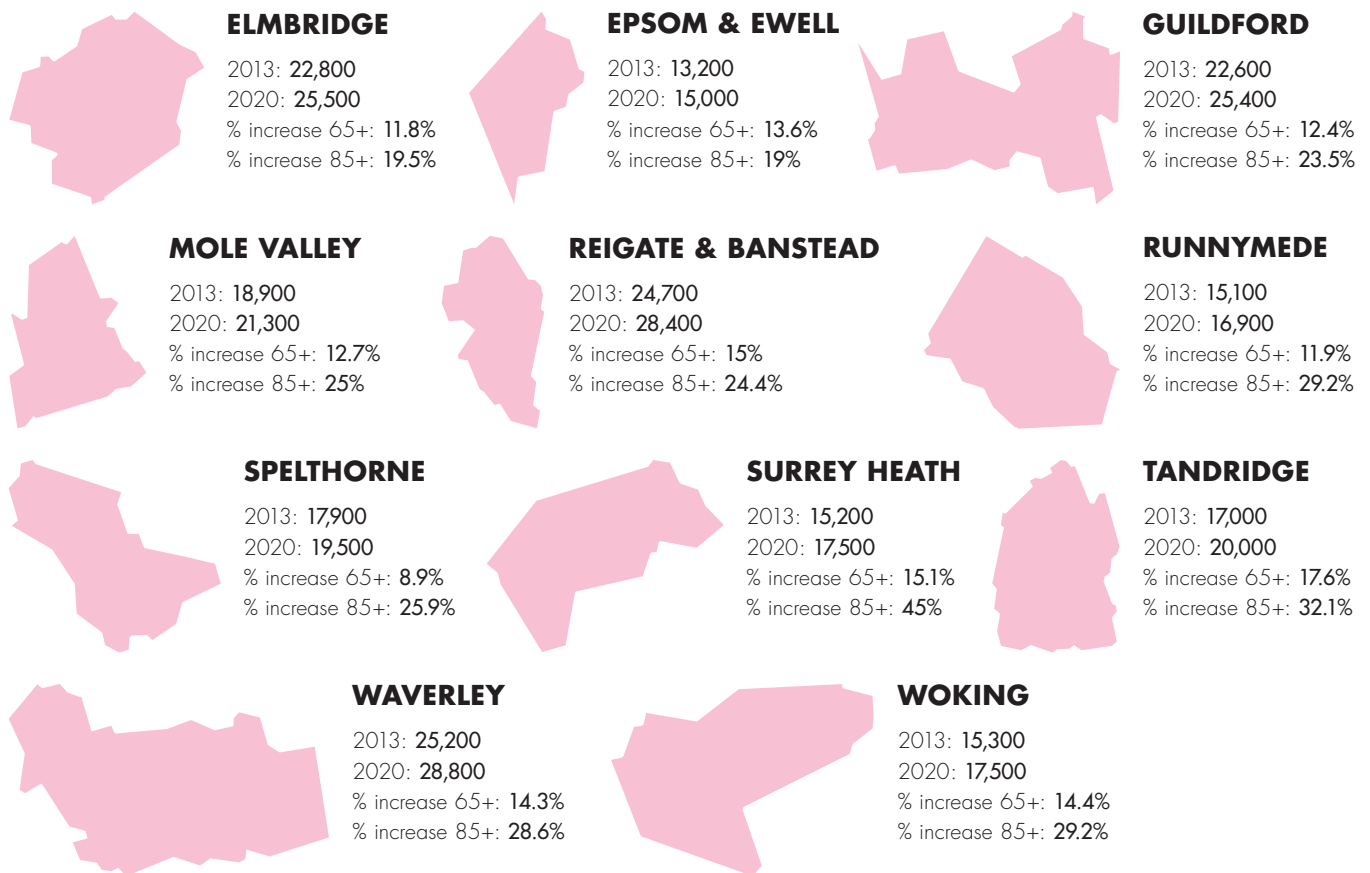 ELMBRIDGE
2013: 22,800
2020: 25,500
% increase 65+: 11.8%
% increase 85+: 19.5%
EPSOM & EWELL
2013: 13,200
2020: 15,000
% increase 65+: 13.6%
% increase 85+: 19%
GUILDFORD
2013: 22,600
2020: 25,400
% increase 65+: 12.4%
% increase 85+: 23.5%
MOLE VALLEY
2013: 18,900
2020: 21,300
% increase 65+: 12.7%
% increase 85+: 25%
REIGATE & BANSTEAD
2013: 24,700
2020: 28,400
% increase 65+: 15%
% increase 85+: 24.4%
RUNNYMEDE
2013: 15,100
2020: 16,900
% increase 65+: 11.9%
% increase 85+: 29.2%
SPELTHORNE
2013: 17,900
2020: 19,500
% increase 65+: 8.9%
% increase 85+: 25.9%
SURREY HEATH
2013: 15,200
2020: 17,500
% increase 65+: 15.1%
% increase 85+: 45%
TANDRIDGE
2013: 17,000
2020: 20,000
% increase 65+: 17.6%
% increase 85+: 32.1%
WAVERLEY
2013: 25,200
2020: 28,800
% increase 65+: 14.3%
% increase 85+: 28.6%
WOKING
2013: 15,300
2020: 17,500
% increase 65+: 14.4%
% increase 85+: 29.2%